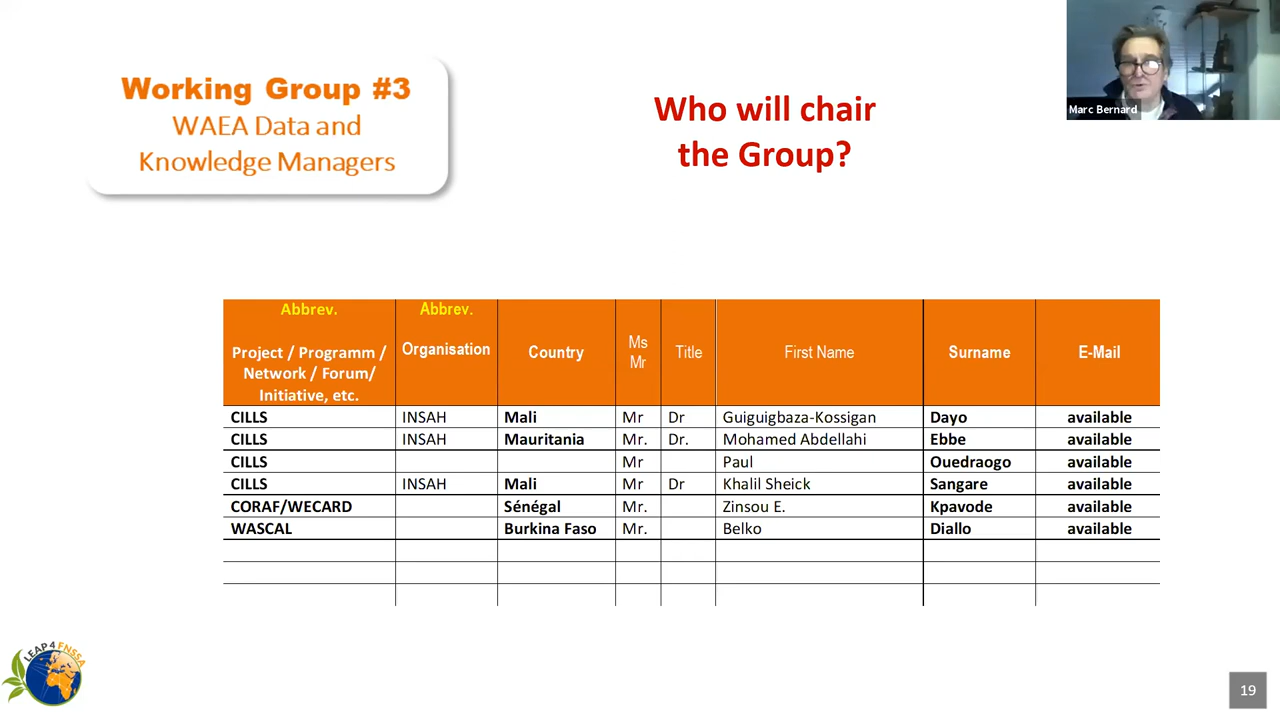 Working Group #3
WAEA Data and
Knowledge Managers
Who will chair
the Group?
Marc Bernard
Abbrev.
Project / Programm /
Network / Forum/
Initiative, etc.
Abbrev.
Organisation
Country
Ms
Mr
Title
First Name
Surname
E-Mail
CILLS INSAH Mali Mr Dr Guiguigbaza-Kossigan Dayo available
CILLS INSAH Mauritania Mr. Dr. Mohamed Abdellahi Ebbe available
CILLS Mr Paul Ouedraogo available
CILLS INSAH Mali Mr Dr Khalil Sheick Sangare available
CORAF/WECARD Sénégal Mr. Zinsou E. Kpavode available
WASCAL Burkina Faso Mr. Belko Diallo available
LEAP4FNSSA
19